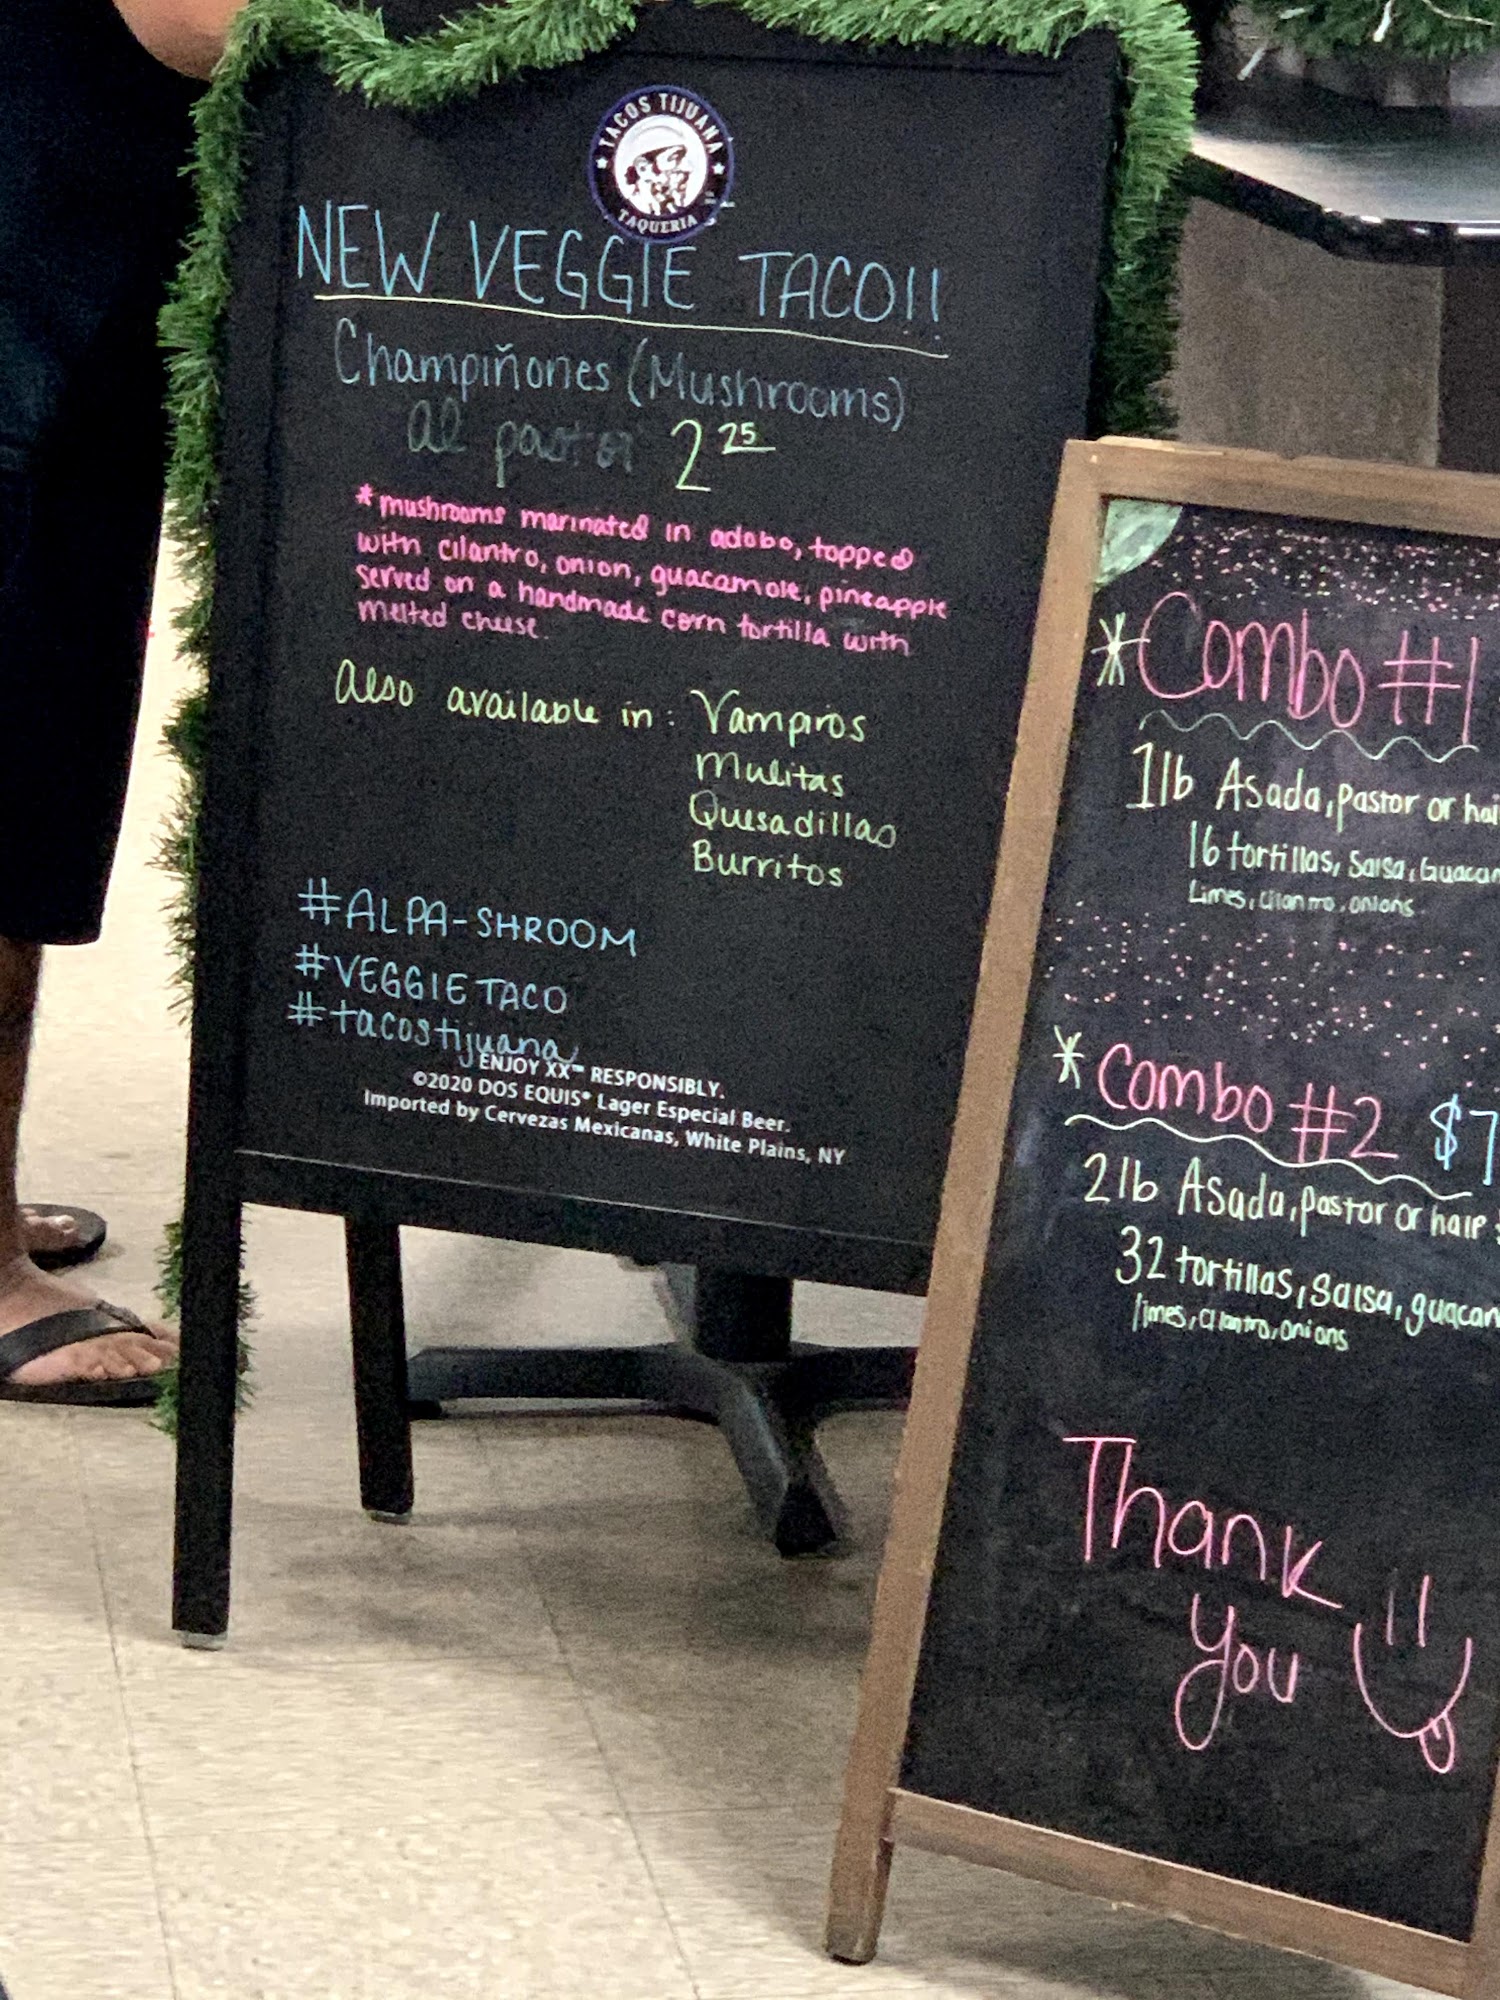 TACOS TIJUANA
TAQUERIA
NEW VEGGIE TACO!!
Champiñones (Mushrooms)
al pastor 2 25
*mushrooms marinated in adobo, topped
with cilantro, onion, guacamole, pineapple
served on a handmade corn tortilla with
melted cheese.
Also available in: Vampiros
Mulitas
Quesadillas
Burritos
#ALPA-SHROOM
#VEGGIETACO
#tacostijuana
ENJOY XX™ RESPONSIBLY.
©2020 DOS EQUIS® Lager Especial Beer.
Imported by Cervezas Mexicanas, White Plains, NY
*Combo #1
1lb Asada, pastor or
16 tortillas, Salsa,
Limes, cilantro, onions.
*Combo #2 $7
2lb Asada, pastor or
32 tortillas, salsa,
limes, cilantro, onions
Thank
you